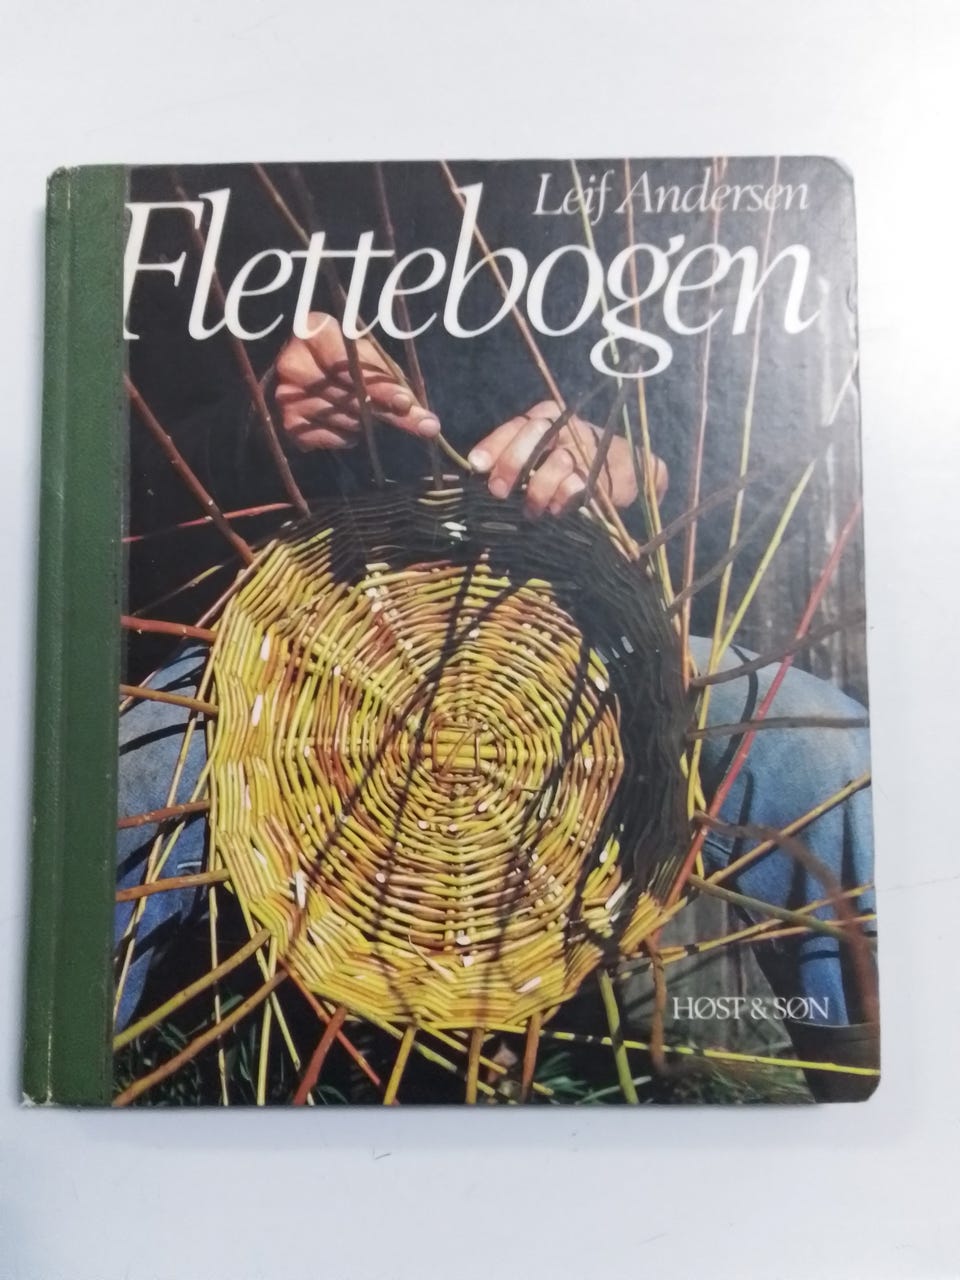 Leif Andersen
Flettebogen
HØST & SØN